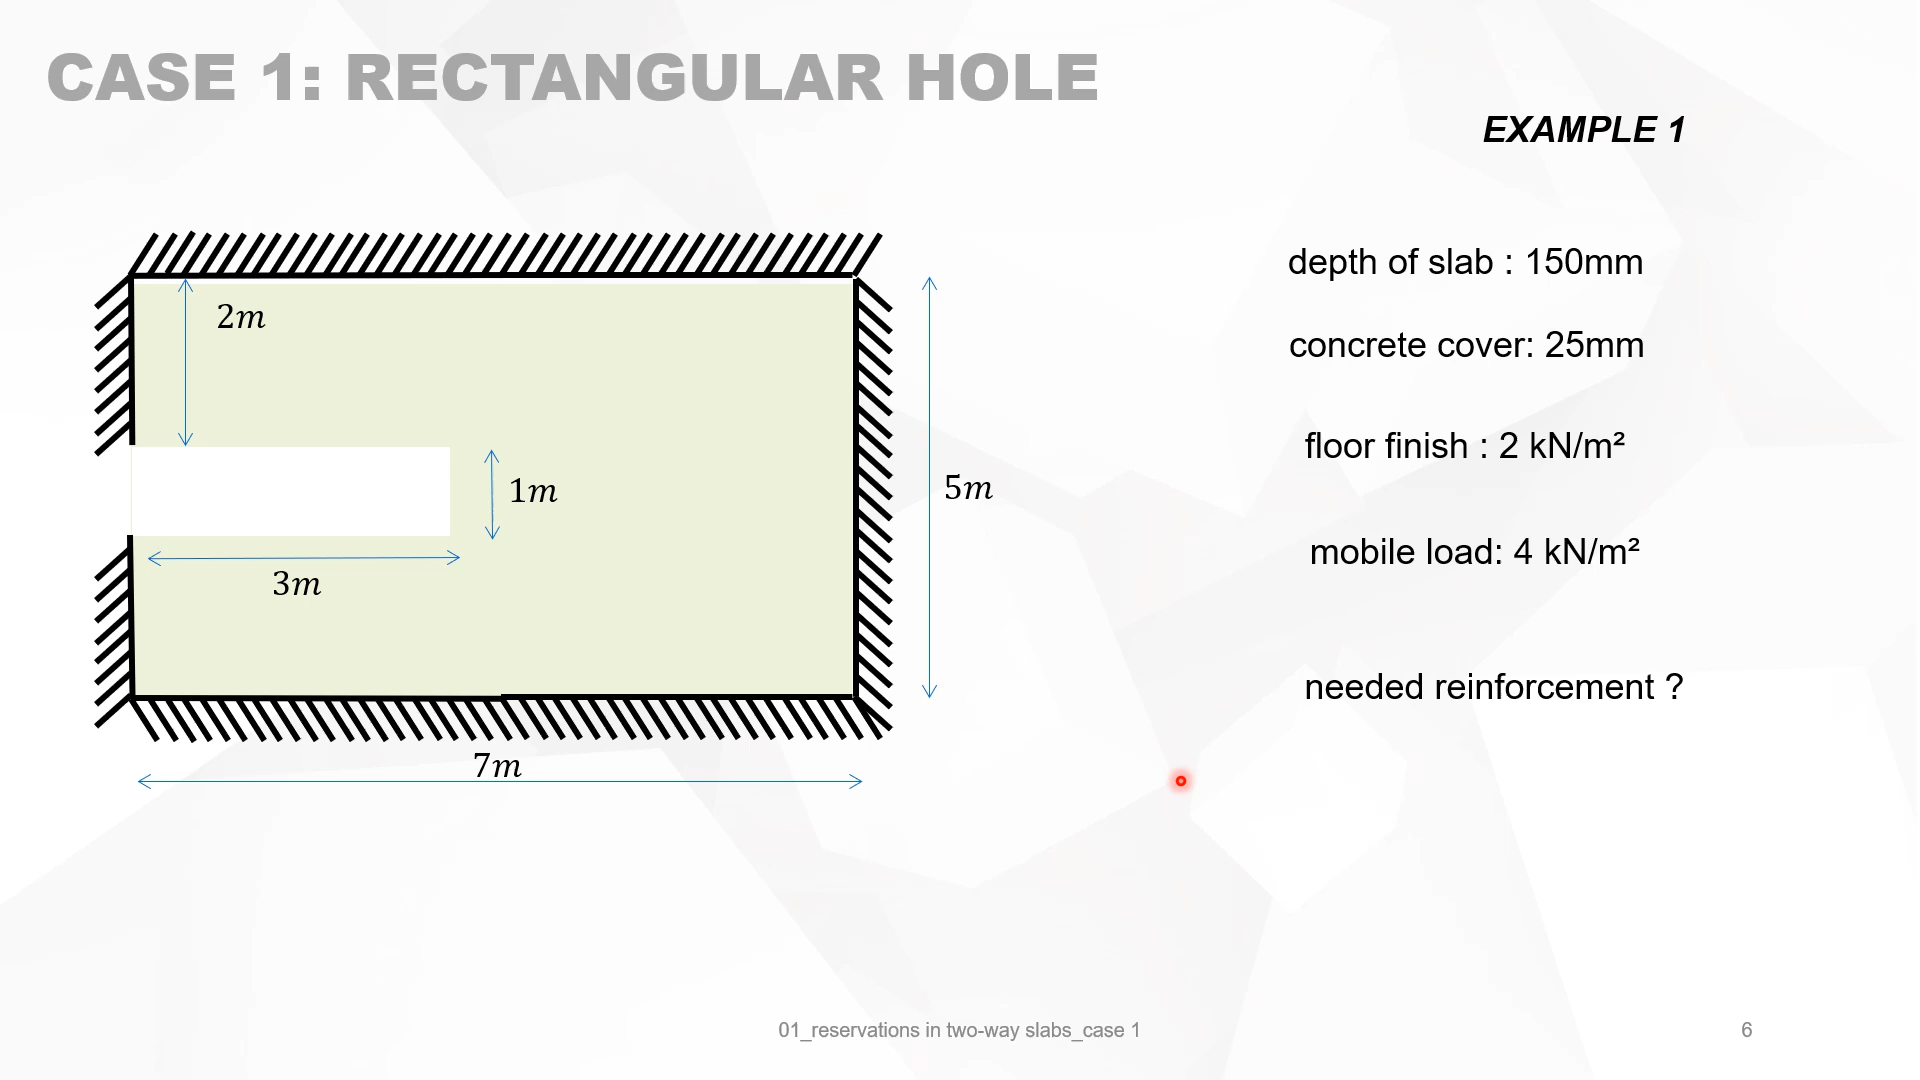 CASE 1: RECTANGULAR HOLE
EXAMPLE 1
depth of slab : 150mm
2m
concrete cover: 25mm
floor finish : 2 kN/m²
1m
5m
mobile load: 4 kN/m²
3m
needed reinforcement ?
7m
01_reservations in two-way slabs_case 1
6